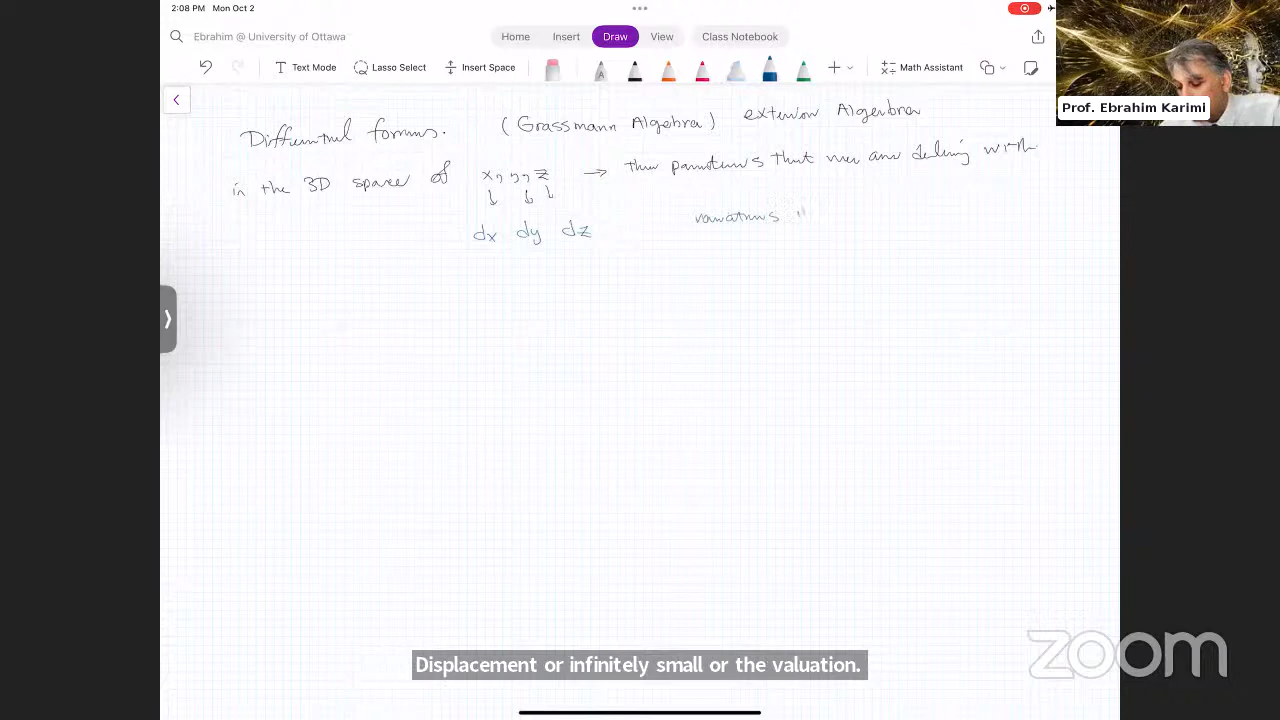 2:08 PM Mon Oct 2
Ebrahim @ University of Ottawa
Home Insert Draw View Class Notebook
Text Mode Lasso Select Insert Space Math Assistant
Prof. Ebrahim Karimi
Differential forms. (Grassmann Algebra) exterior Algerbra
in the 3D space of x, y, z → the parameters that we are dealing with
↓ ↓ ↓
dx dy dz variations
Displacement or infinitely small or the valuation.
zoom